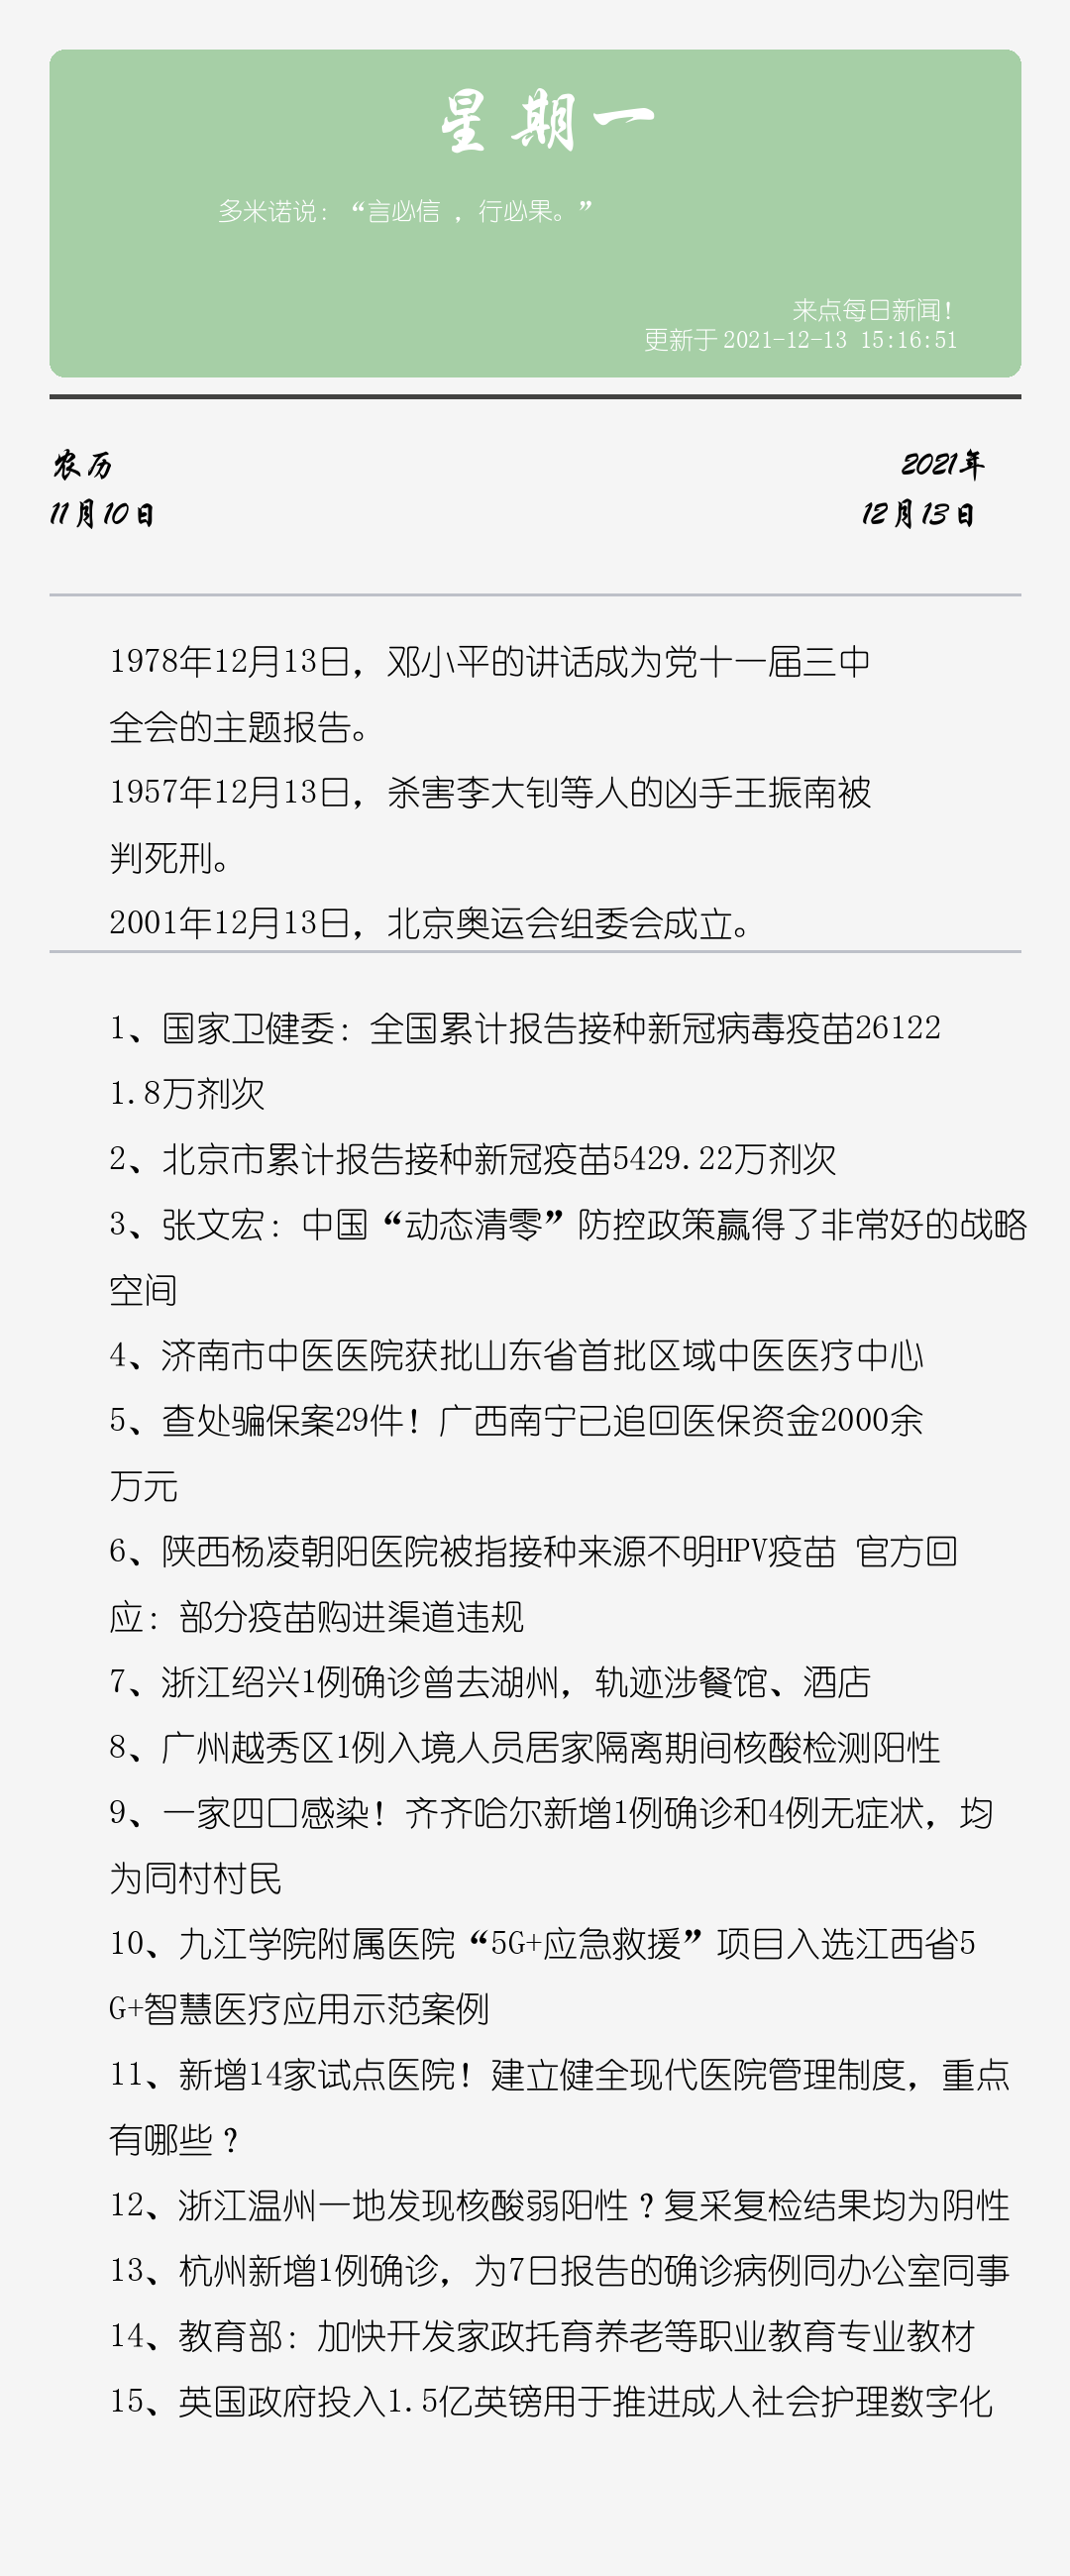 星期一
多米诺说：“言必信 ，行必果。”
来点每日新闻！
更新于 2021-12-13 15:16:51
农历
2021年
11月10日
12月13日
1978年12月13日，邓小平的讲话成为党十一届三中
全会的主题报告。
1957年12月13日，杀害李大钊等人的凶手王振南被
判死刑。
2001年12月13日，北京奥运会组委会成立。
1、国家卫健委：全国累计报告接种新冠病毒疫苗26122
1.8万剂次
2、北京市累计报告接种新冠疫苗5429.22万剂次
3、张文宏：中国“动态清零”防控政策赢得了非常好的战略
空间
4、济南市中医医院获批山东省首批区域中医医疗中心
5、查处骗保案29件！广西南宁已追回医保资金2000余
万元
6、陕西杨凌朝阳医院被指接种来源不明HPV疫苗 官方回
应：部分疫苗购进渠道违规
7、浙江绍兴1例确诊曾去湖州，轨迹涉餐馆、酒店
8、广州越秀区1例入境人员居家隔离期间核酸检测阳性
9、一家四口感染！齐齐哈尔新增1例确诊和4例无症状，均
为同村村民
10、九江学院附属医院“5G+应急救援”项目入选江西省5
G+智慧医疗应用示范案例
11、新增14家试点医院！建立健全现代医院管理制度，重点
有哪些？
12、浙江温州一地发现核酸弱阳性？复采复检结果均为阴性
13、杭州新增1例确诊，为7日报告的确诊病例同办公室同事
14、教育部：加快开发家政托育养老等职业教育专业教材
15、英国政府投入1.5亿英镑用于推进成人社会护理数字化